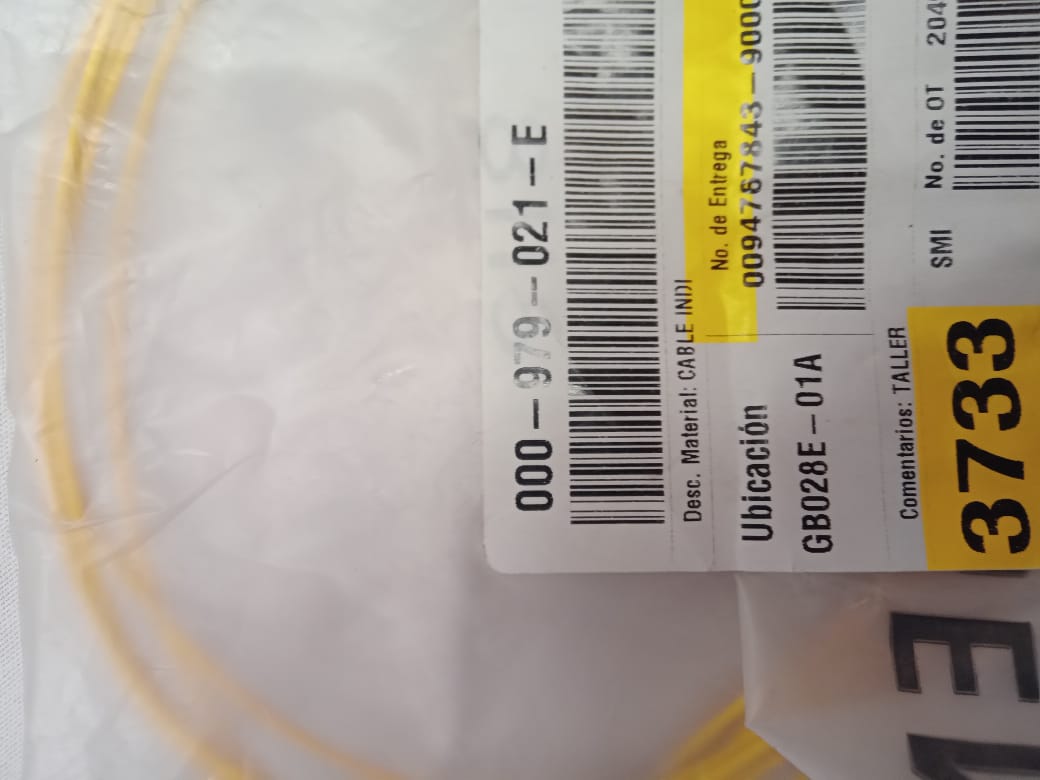 000-979-021-E
Desc. Material: CABLE INDI
No. de Entrega
0094767843-9000
Ubicación
GB028E-01A
Comentarios: TALLER
SMI No. de OT 204
3733